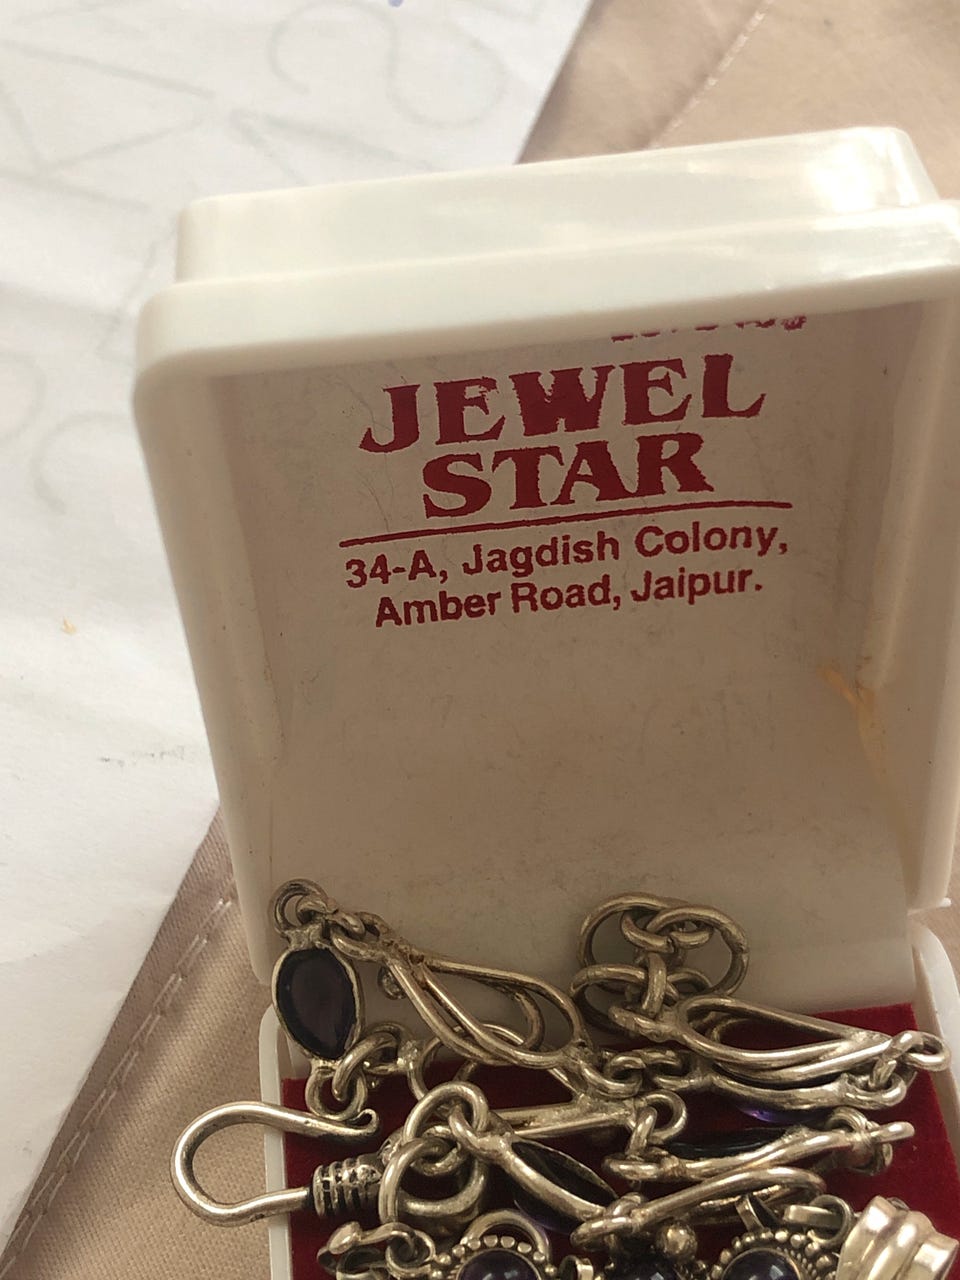 JEWEL
STAR
34-A, Jagdish Colony,
Amber Road, Jaipur.